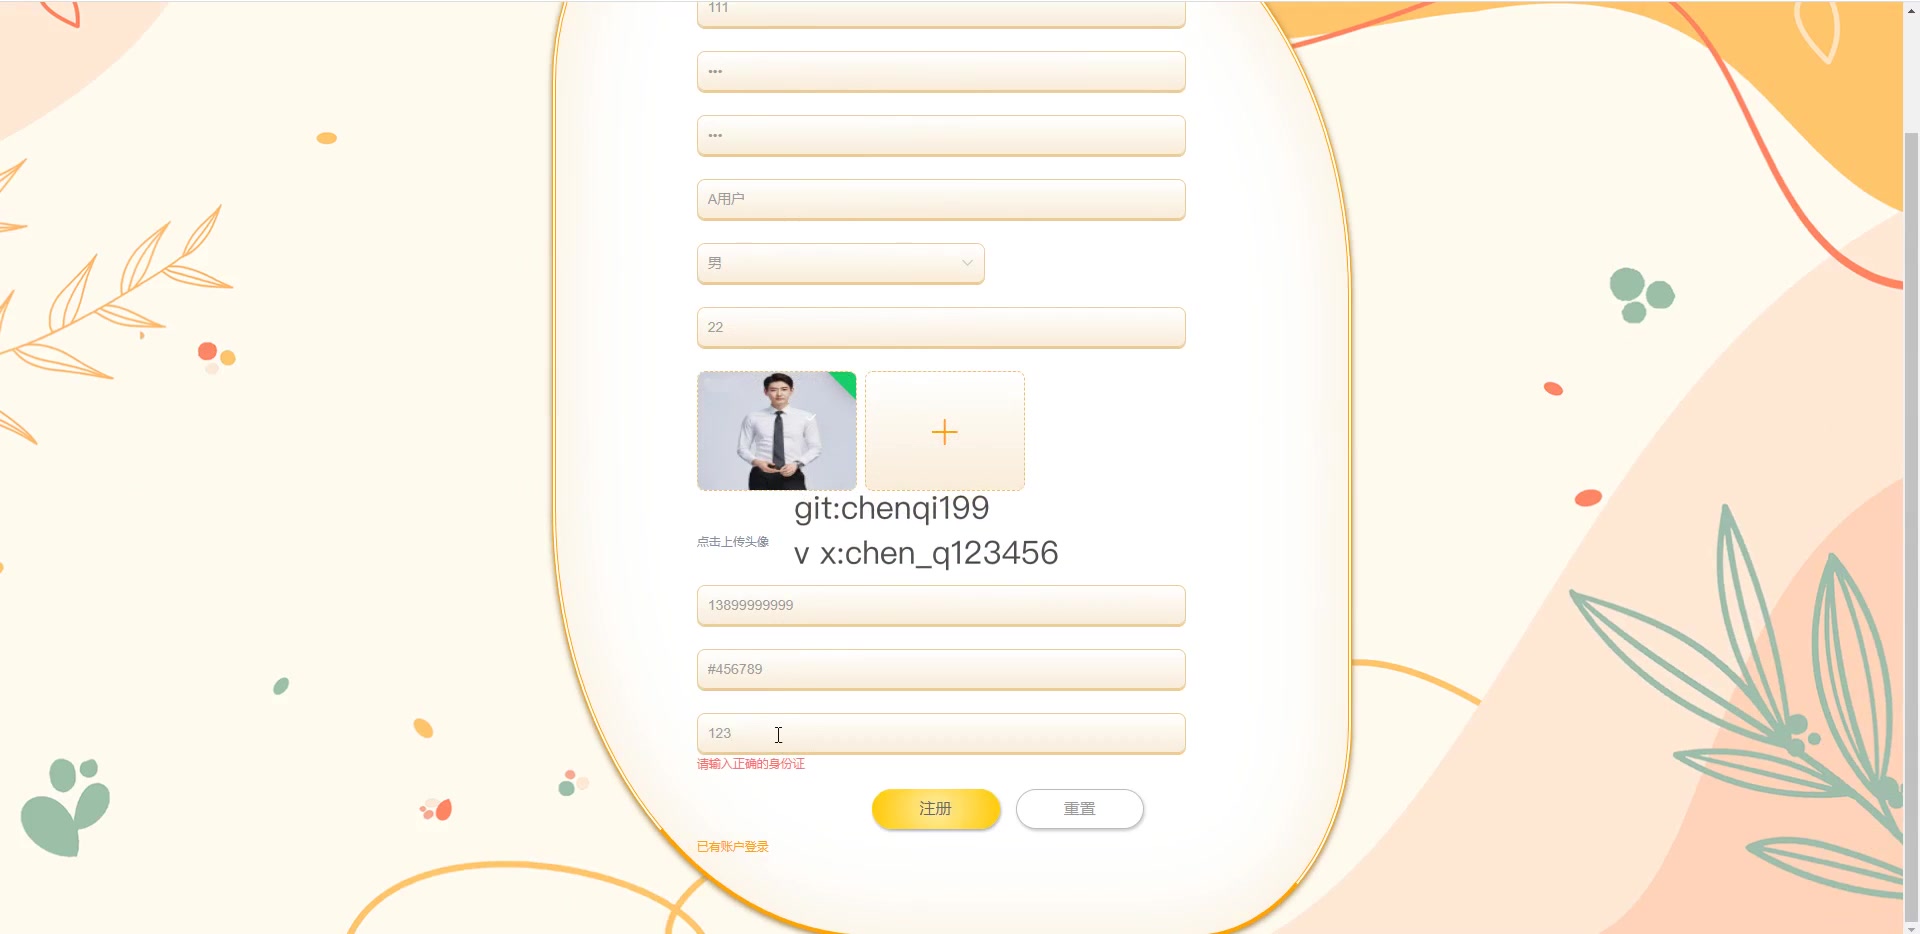 111
•••
•••
A用户
男
22
git:chenqi199
点击上传头像
v x:chen_q123456
13899999999
#456789
123
请输入正确的身份证
注册
重置
已有账户登录